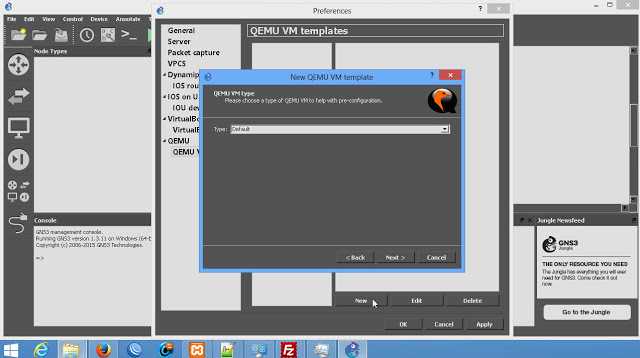 Preferences
File Edit View Control Device Annotate
Node Types
General
Server
Packet capture
VPCS
Dynamip
IOS rou
IOS on U
IOU dev
VirtualBo
VirtualB
QEMU
QEMU V
QEMU VM templates
New QEMU VM template
QEMU VM type
Please choose a type of QEMU VM to help with pre-configuration.
Type: Default
< Back Next > Cancel
New Edit Delete
OK Cancel Apply
Console
GNS3 management console.
Running GNS3 version 1.3.11 on Windows (64-b
Copyright (c) 2006-2015 GNS3 Technologies.
=>
Jungle Newsfeed
GNS3
Jungle
THE ONLY RESOURCE YOU NEED
The Jungle has everything you will ever
need for GNS3. Come check it out
now.
Go to the Jungle